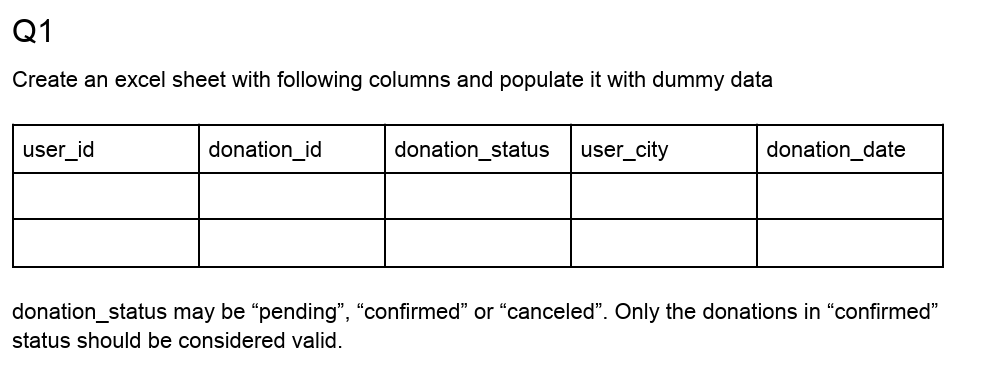 Q1
Create an excel sheet with following columns and populate it with dummy data
user_id donation_id donation_status user_city donation_date
donation_status may be “pending”, “confirmed” or “canceled”. Only the donations in “confirmed”
status should be considered valid.